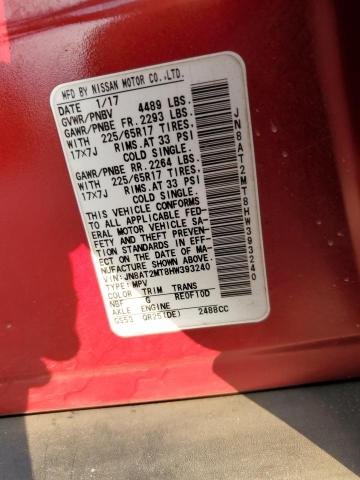 MFD BY NISSAN MOTOR CO.,LTD.
DATE 1/17
GVWR/PNBV 4489 LBS.
GAWR/PNBE FR. 2293 LBS.
WITH 225/65R17 TIRES,
17X7J RIMS.AT 33 PSI
COLD SINGLE.
GAWR/PNBE RR. 2264 LBS.
WITH 225/65R17 TIRES,
17X7J RIMS.AT 33 PSI
COLD SINGLE.
THIS VEHICLE CONFORMS
TO ALL APPLICABLE FED-
ERAL MOTOR VEHICLE SA-
FETY AND THEFT PREVEN-
TION STANDARDS IN EFF-
ECT ON THE DATE OF MA-
NUFACTURE SHOWN ABOVE.
VIN: JN8AT2MT8HW393240
TYPE: MPV
COLOR TRIM TRANS
NBF G RE0F10D
AXLE ENGINE
GS53 QR25(DE) 2488CC
JN8AT2MT8HW393240